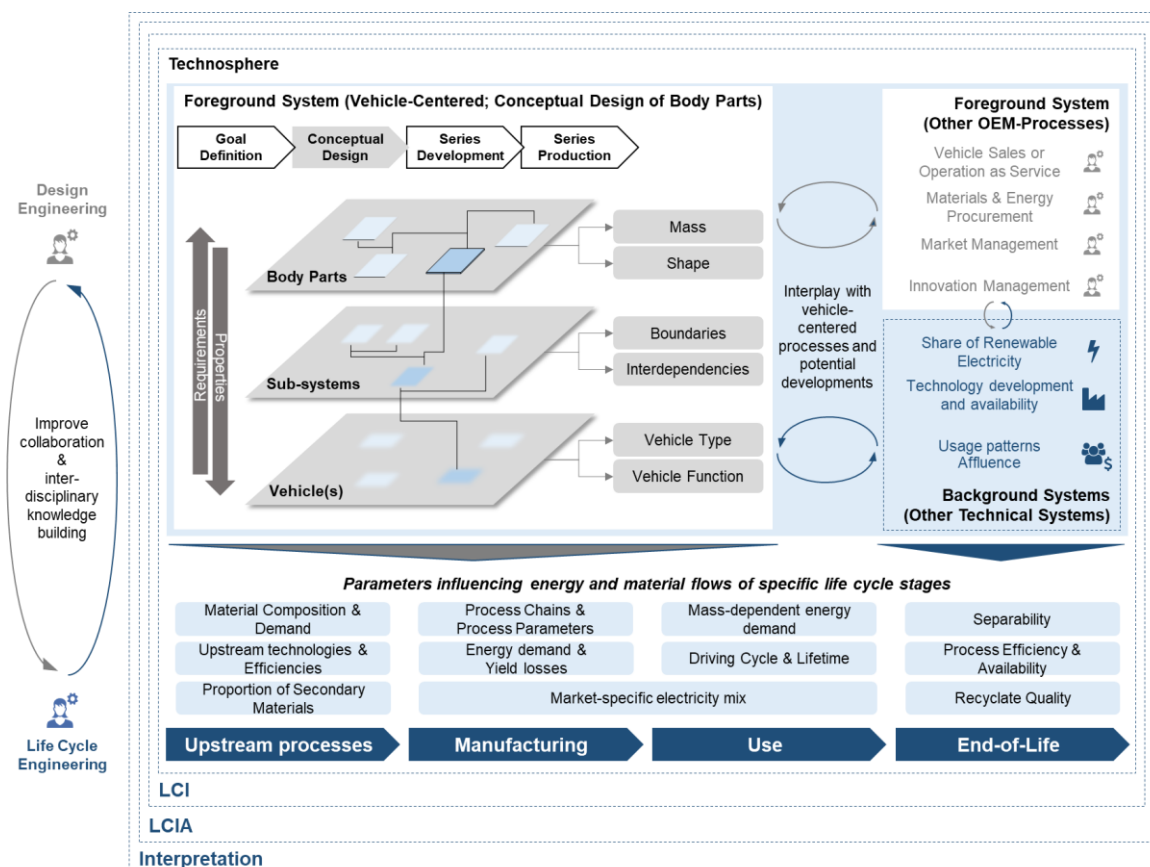 Technosphere
Foreground System (Vehicle-Centered; Conceptual Design of Body Parts)
Goal
Definition
Conceptual
Design
Series
Development
Series
Production
Design
Engineering
Improve
collaboration
&
inter-
disciplinary
knowledge
building
Life Cycle
Engineering
Requirements
Properties
Body Parts
Mass
Shape
Sub-systems
Boundaries
Interdependencies
Vehicle(s)
Vehicle Type
Vehicle Function
Interplay with
vehicle-
centered
processes and
potential
developments
Foreground System
(Other OEM-Processes)
Vehicle Sales or
Operation as Service
Materials & Energy
Procurement
Market Management
Innovation Management
Share of Renewable
Electricity
Technology development
and availability
Usage patterns
Affluence
$
Background Systems
(Other Technical Systems)
Parameters influencing energy and material flows of specific life cycle stages
Material Composition &
Demand
Upstream technologies &
Efficiencies
Proportion of Secondary
Materials
Process Chains &
Process Parameters
Energy demand &
Yield losses
Mass-dependent energy
demand
Driving Cycle & Lifetime
Market-specific electricity mix
Separability
Process Efficiency &
Availability
Recyclate Quality
Upstream processes
Manufacturing
Use
End-of-Life
LCI
LCIA
Interpretation